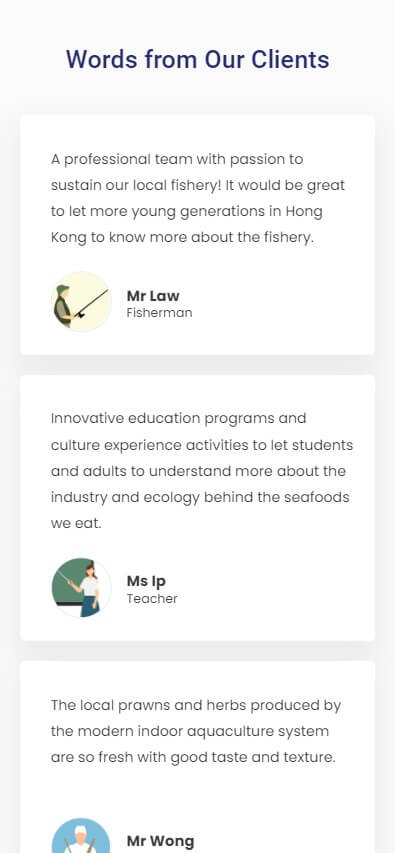 Words from Our Clients
A professional team with passion to
sustain our local fishery! It would be great
to let more young generations in Hong
Kong to know more about the fishery.
Mr Law
Fisherman
Innovative education programs and
culture experience activities to let students
and adults to understand more about the
industry and ecology behind the seafoods
we eat.
Ms Ip
Teacher
The local prawns and herbs produced by
the modern indoor aquaculture system
are so fresh with good taste and texture.
Mr Wong